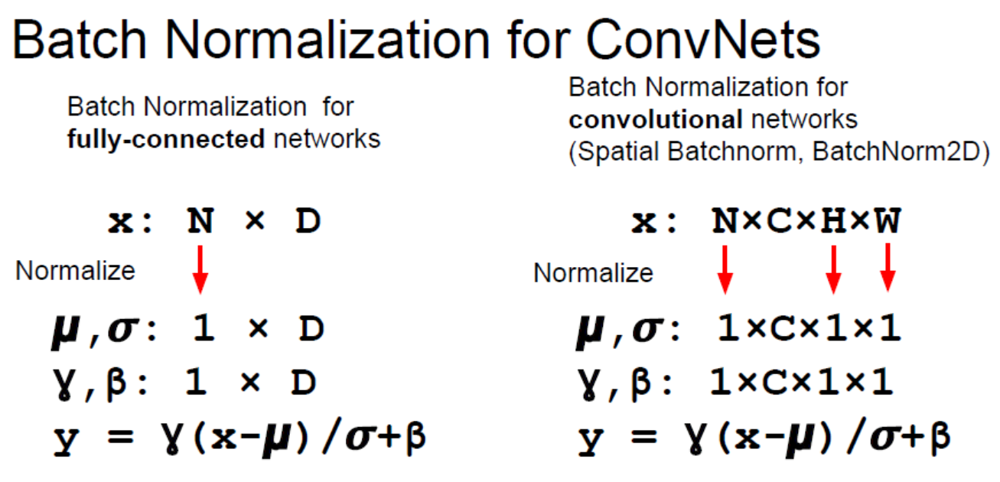 Batch Normalization for ConvNets
Batch Normalization for
fully-connected networks
x: N × D
Normalize
μ,σ: 1 × D
γ,β: 1 × D
y = γ(x-μ)/σ+β
Batch Normalization for
convolutional networks
(Spatial Batchnorm, BatchNorm2D)
x: N×C×H×W
Normalize
μ,σ: 1×C×1×1
γ,β: 1×C×1×1
y = γ(x-μ)/σ+β